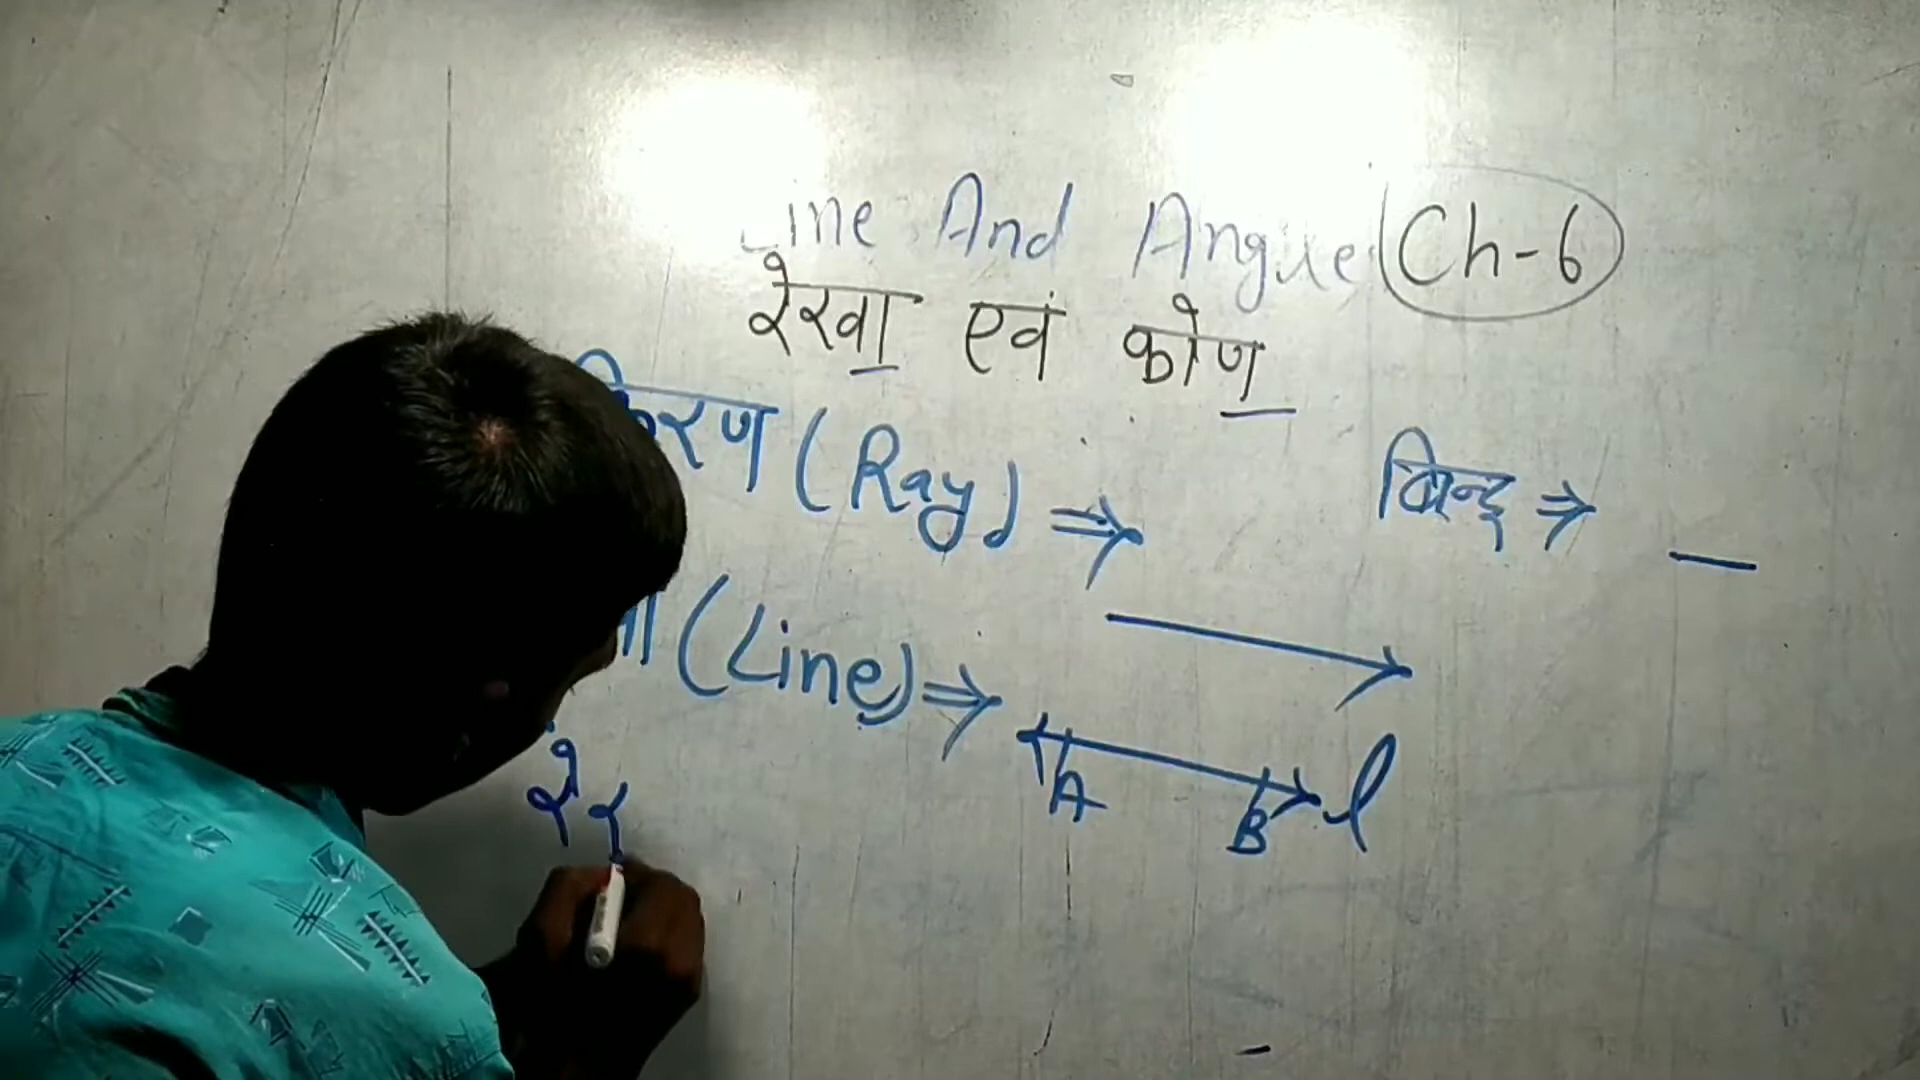 Line And Angle Ch-6
रेखा एवं कोण
किरण (Ray) ⇒
बिन्दु ⇒
(Line) ⇒
A B l